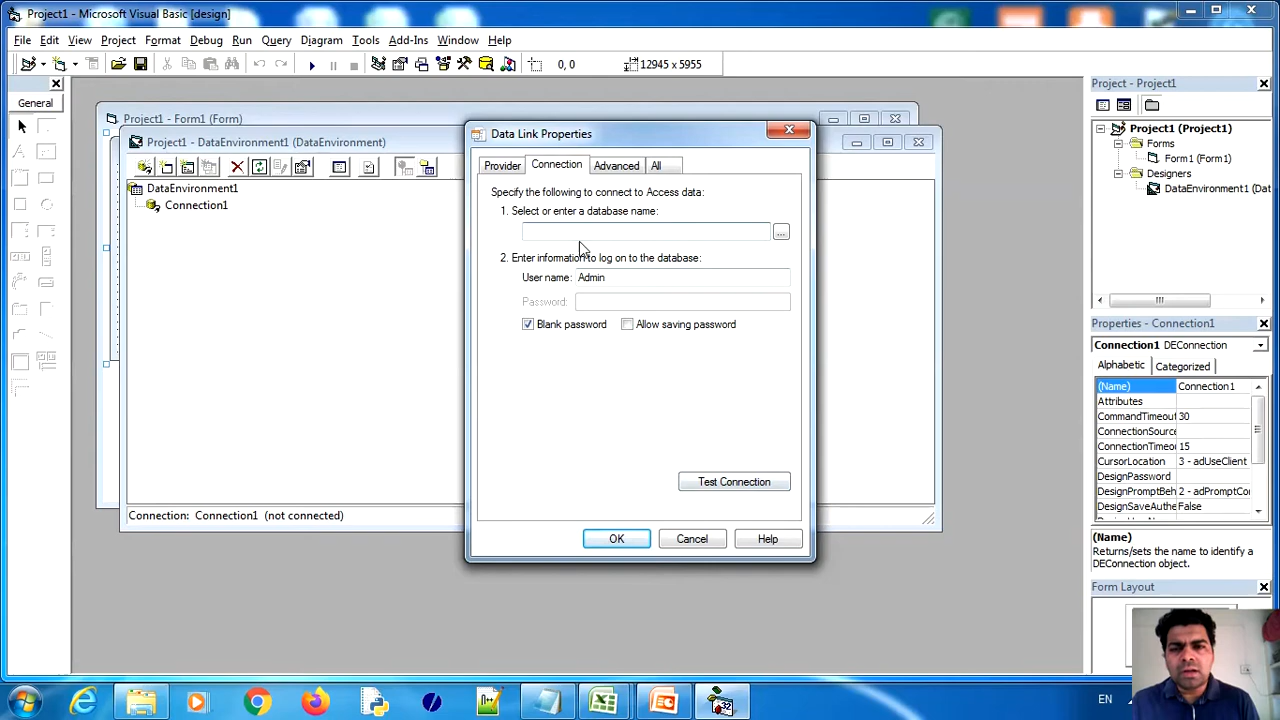 Project1 - Microsoft Visual Basic [design]
File Edit View Project Format Debug Run Query Diagram Tools Add-Ins Window Help
0, 0 12945 x 5955
General
Project1 - Form1 (Form)
Project1 - DataEnvironment1 (DataEnvironment)
DataEnvironment1
Connection1
Connection: Connection1 (not connected)
Data Link Properties
Provider Connection Advanced All
Specify the following to connect to Access data:
1. Select or enter a database name:
...
2. Enter information to log on to the database:
User name: Admin
Password:
Blank password Allow saving password
Test Connection
OK Cancel Help
Project - Project1
Project1 (Project1)
Forms
Form1 (Form1)
Designers
DataEnvironment1 (Dat
Properties - Connection1
Connection1 DEConnection
Alphabetic Categorized
(Name) Connection1
Attributes
CommandTimeout 30
ConnectionSource
ConnectionTimeo 15
CursorLocation 3 - adUseClient
DesignPassword
DesignPromptBeh 2 - adPromptCo
DesignSaveAuthe False
(Name)
Returns/sets the name to identify a
DEConnection object.
Form Layout
32
EN